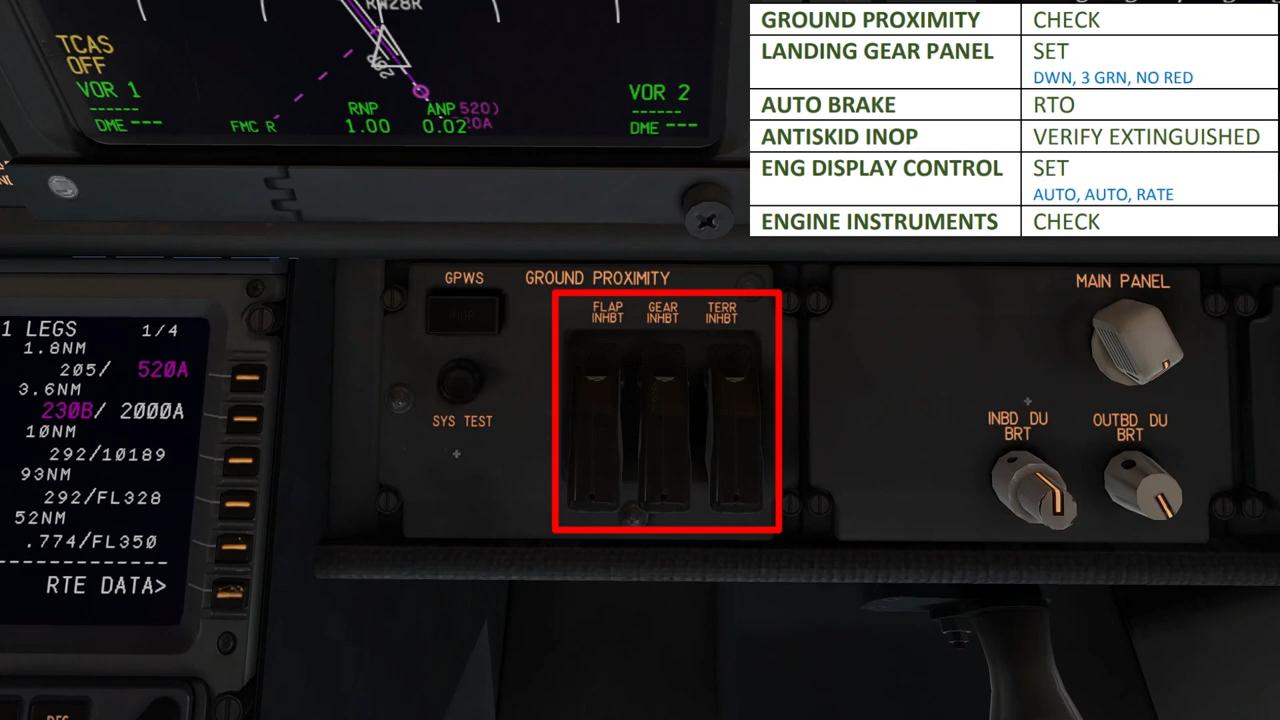 RW28R
TCAS
OFF
VOR 1
------
DME ---
FMC R
RNP
1.00
ANP 520)
0.02 20A
VOR 2
------
DME ---
GROUND PROXIMITY CHECK
LANDING GEAR PANEL SET
DWN, 3 GRN, NO RED
AUTO BRAKE RTO
ANTISKID INOP VERIFY EXTINGUISHED
ENG DISPLAY CONTROL SET
AUTO, AUTO, RATE
ENGINE INSTRUMENTS CHECK
1 LEGS 1/4
1.8NM
205/ 520A
3.6NM
230B/ 2000A
10NM
292/10189
93NM
292/FL328
52NM
.774/FL350
RTE DATA>
GPWS
SYS TEST
GROUND PROXIMITY
FLAP
INHBT
GEAR
INHBT
TERR
INHBT
MAIN PANEL
INBD DU
BRT
OUTBD DU
BRT